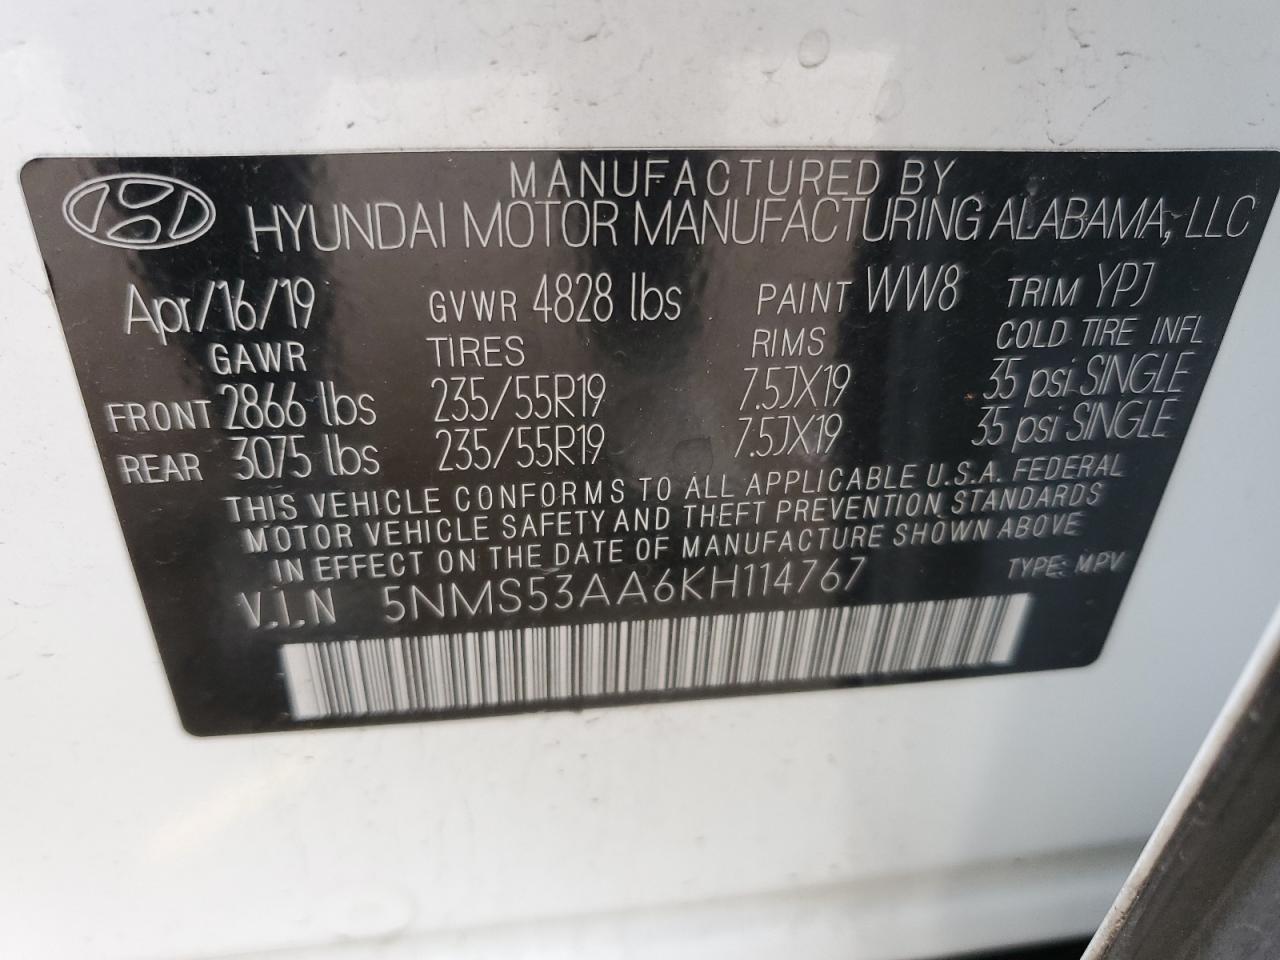 MANUFACTURED BY
HYUNDAI MOTOR MANUFACTURING ALABAMA, LLC
Apr/16/19 GVWR 4828 lbs PAINT WW8 TRIM YPJ
GAWR TIRES RIMS COLD TIRE INFL
FRONT 2866 lbs 235/55R19 7.5JX19 35 psi SINGLE
REAR 3075 lbs 235/55R19 7.5JX19 35 psi SINGLE
THIS VEHICLE CONFORMS TO ALL APPLICABLE U.S.A. FEDERAL
MOTOR VEHICLE SAFETY AND THEFT PREVENTION STANDARDS
IN EFFECT ON THE DATE OF MANUFACTURE SHOWN ABOVE
V.I.N 5NMS53AA6KH114767 TYPE: MPV